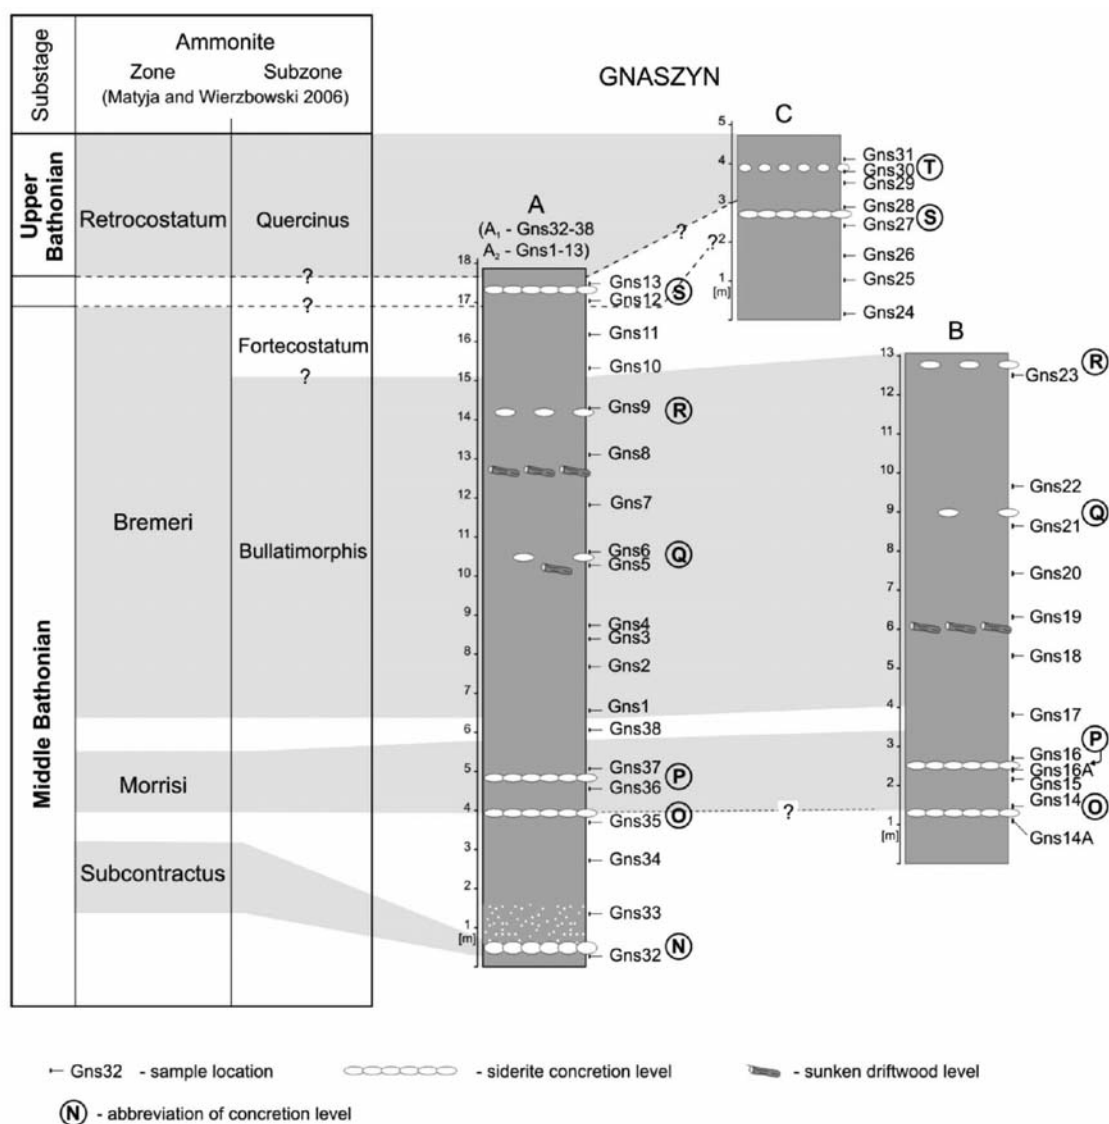 Substage
Ammonite
Zone
Subzone
(Matyja and Wierzbowski 2006)
GNASZYN
Upper
Bathonian
Retrocostatum
Quercinus
?
?
Fortecostatum
?
Bremeri
Bullatimorphis
Middle Bathonian
Morrisi
Subcontractus
A
(A₁ - Gns32-38
A₂ - Gns1-13)
18
17
16
15
14
13
12
11
10
9
8
7
6
5
4
3
2
1
[m]
Gns13
S
Gns12
Gns11
Gns10
Gns9
R
Gns8
Gns7
Gns6
Q
Gns5
Gns4
Gns3
Gns2
Gns1
Gns38
Gns37
P
Gns36
O
Gns35
Gns34
Gns33
N
Gns32
?
?
?
C
5
4
3
2
1
[m]
Gns31
Gns30
T
Gns29
Gns28
S
Gns27
Gns26
Gns25
Gns24
B
13
12
11
10
9
8
7
6
5
4
3
2
1
[m]
R
Gns23
Gns22
Q
Gns21
Gns20
Gns19
Gns18
Gns17
P
Gns16
Gns16A
Gns15
Gns14
O
Gns14A
Gns32 - sample location
- siderite concretion level
- sunken driftwood level
N - abbreviation of concretion level